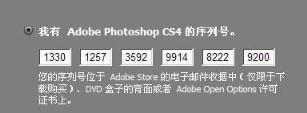 我有 Adobe Photoshop CS4 的序列号。
1330 1257 3592 9914 8222 9200
您的序列号位于 Adobe Store 的电子邮件收据中（仅限于下
载购买）、DVD 盒子的背面或者 Adobe Open Options 许可
证书上。